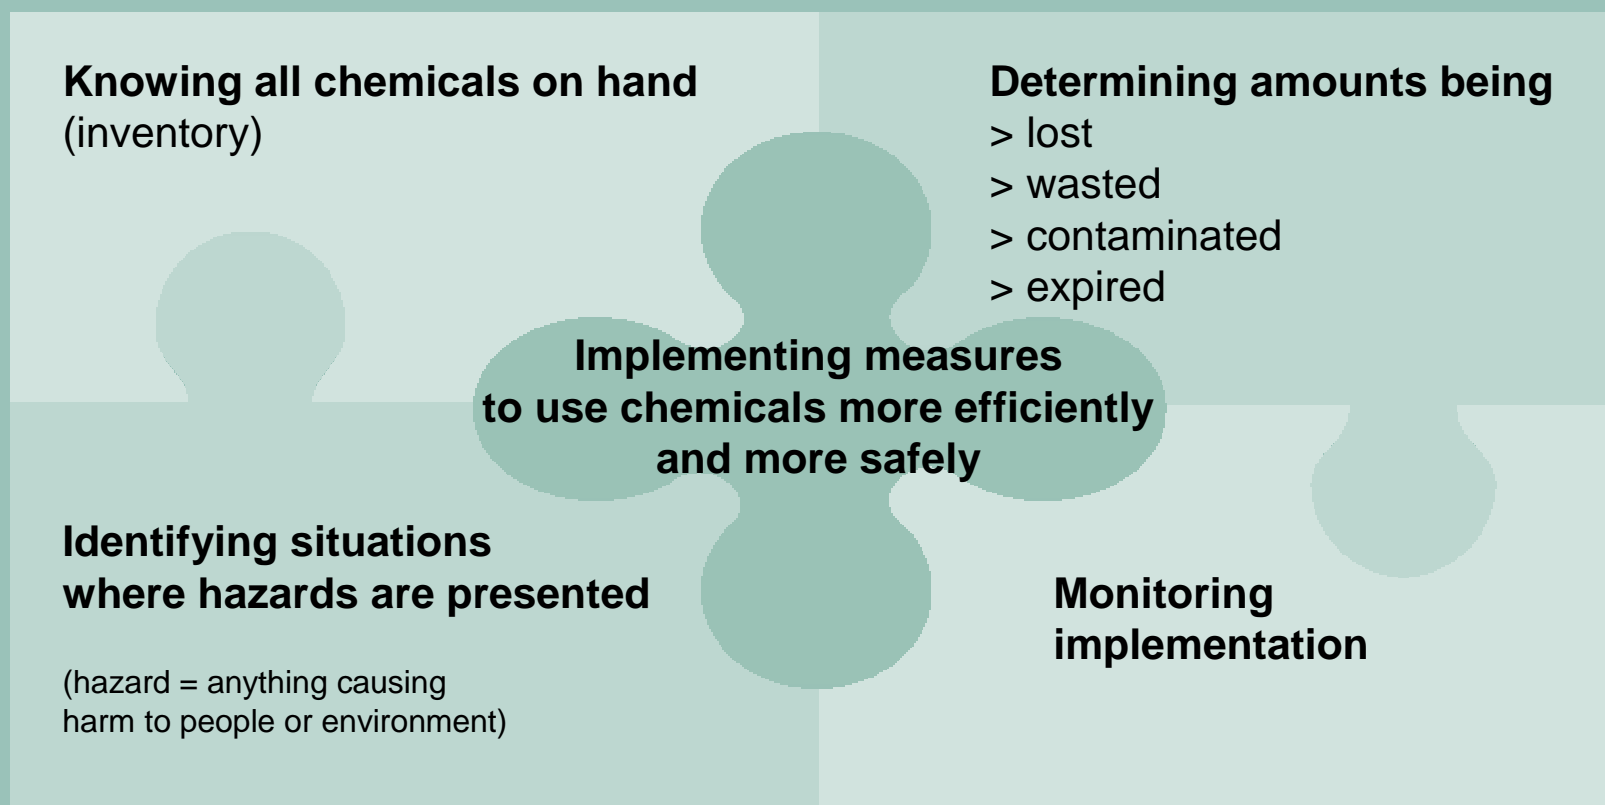 Knowing all chemicals on hand
(inventory)
Determining amounts being
> lost
> wasted
> contaminated
> expired
Implementing measures
to use chemicals more efficiently
and more safely
Identifying situations
where hazards are presented
(hazard = anything causing
harm to people or environment)
Monitoring
implementation